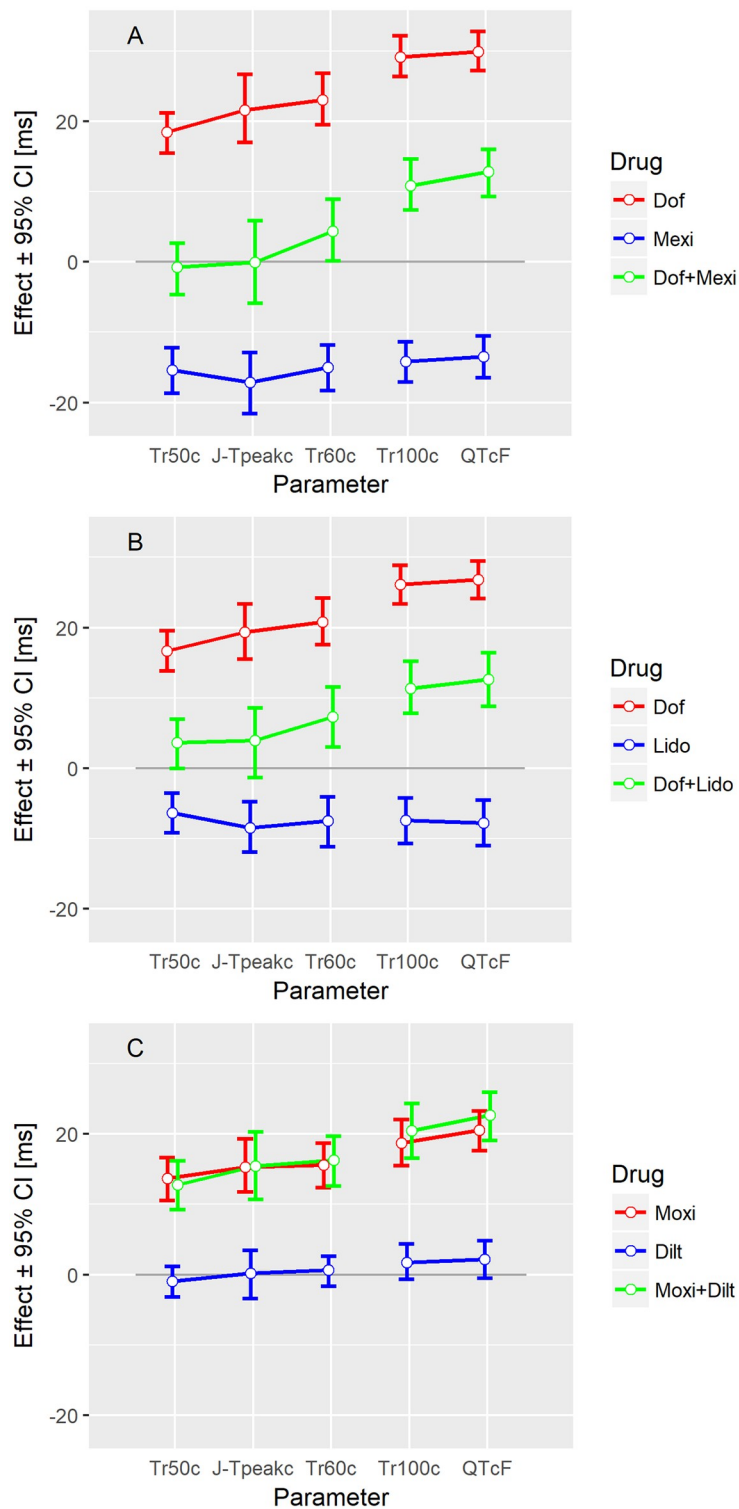 A
Effect ± 95% CI [ms]
20
0
-20
Tr50c J-Tpeakc Tr60c Tr100c QTcF
Parameter
Drug
Dof
Mexi
Dof+Mexi
B
Effect ± 95% CI [ms]
20
0
-20
Tr50c J-Tpeakc Tr60c Tr100c QTcF
Parameter
Drug
Dof
Lido
Dof+Lido
C
Effect ± 95% CI [ms]
20
0
-20
Tr50c J-Tpeakc Tr60c Tr100c QTcF
Parameter
Drug
Moxi
Dilt
Moxi+Dilt